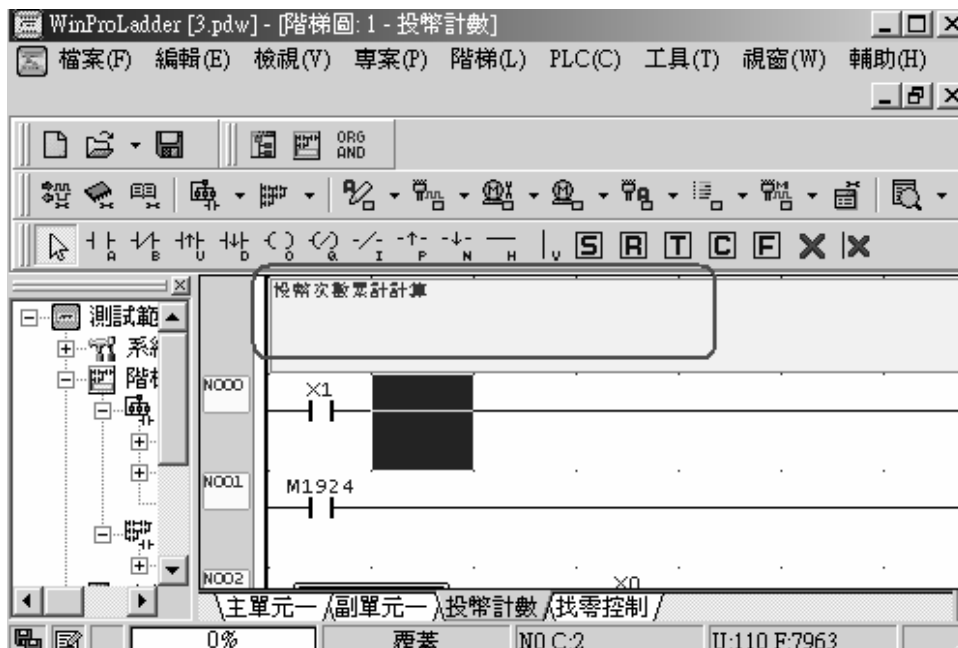 WinProLadder [3.pdw] - [階梯圖: 1 - 投幣計數]
檔案(F) 編輯(E) 檢視(V) 專案(P) 階梯(L) PLC(C) 工具(T) 視窗(W) 輔助(H)
ORG
AND
A B U D O Q I P N H V S R T C F
投幣次數累計計算
測試範
系統
階梯
N000 X1
N001 M1924
N002 X0
主單元一 副單元一 投幣計數 找零控制
0% 覆蓋 N0 C:2 U:110 F:7963